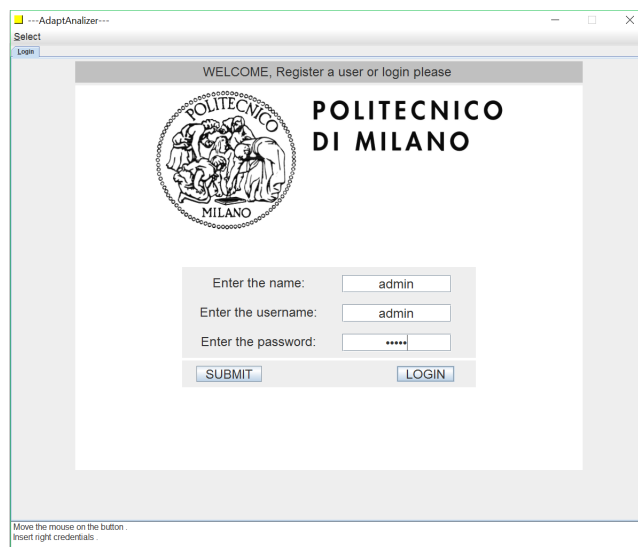 ---AdaptAnalizer---
Select
Login
WELCOME, Register a user or login please
POLITECNICO
MILANO
POLITECNICO
DI MILANO
Enter the name: admin
Enter the username: admin
Enter the password: •••••
SUBMIT LOGIN
Move the mouse on the button .
Insert right credentials .